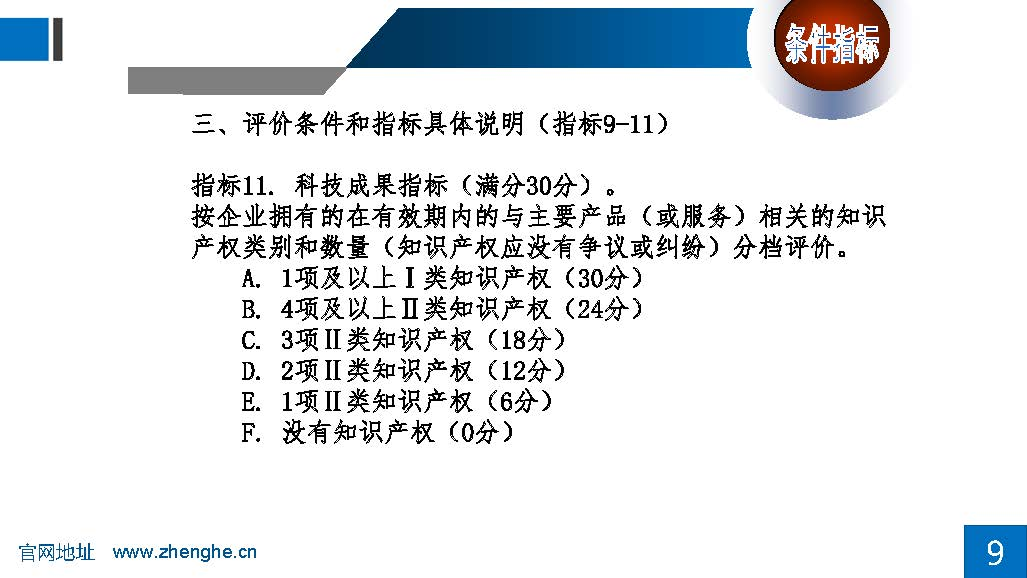 条件指标
三、评价条件和指标具体说明（指标9-11）
指标11. 科技成果指标（满分30分）。
按企业拥有的在有效期内的与主要产品（或服务）相关的知识
产权类别和数量（知识产权应没有争议或纠纷）分档评价。
A. 1项及以上Ⅰ类知识产权（30分）
B. 4项及以上Ⅱ类知识产权（24分）
C. 3项Ⅱ类知识产权（18分）
D. 2项Ⅱ类知识产权（12分）
E. 1项Ⅱ类知识产权（6分）
F. 没有知识产权（0分）
官网地址 www.zhenghe.cn
9